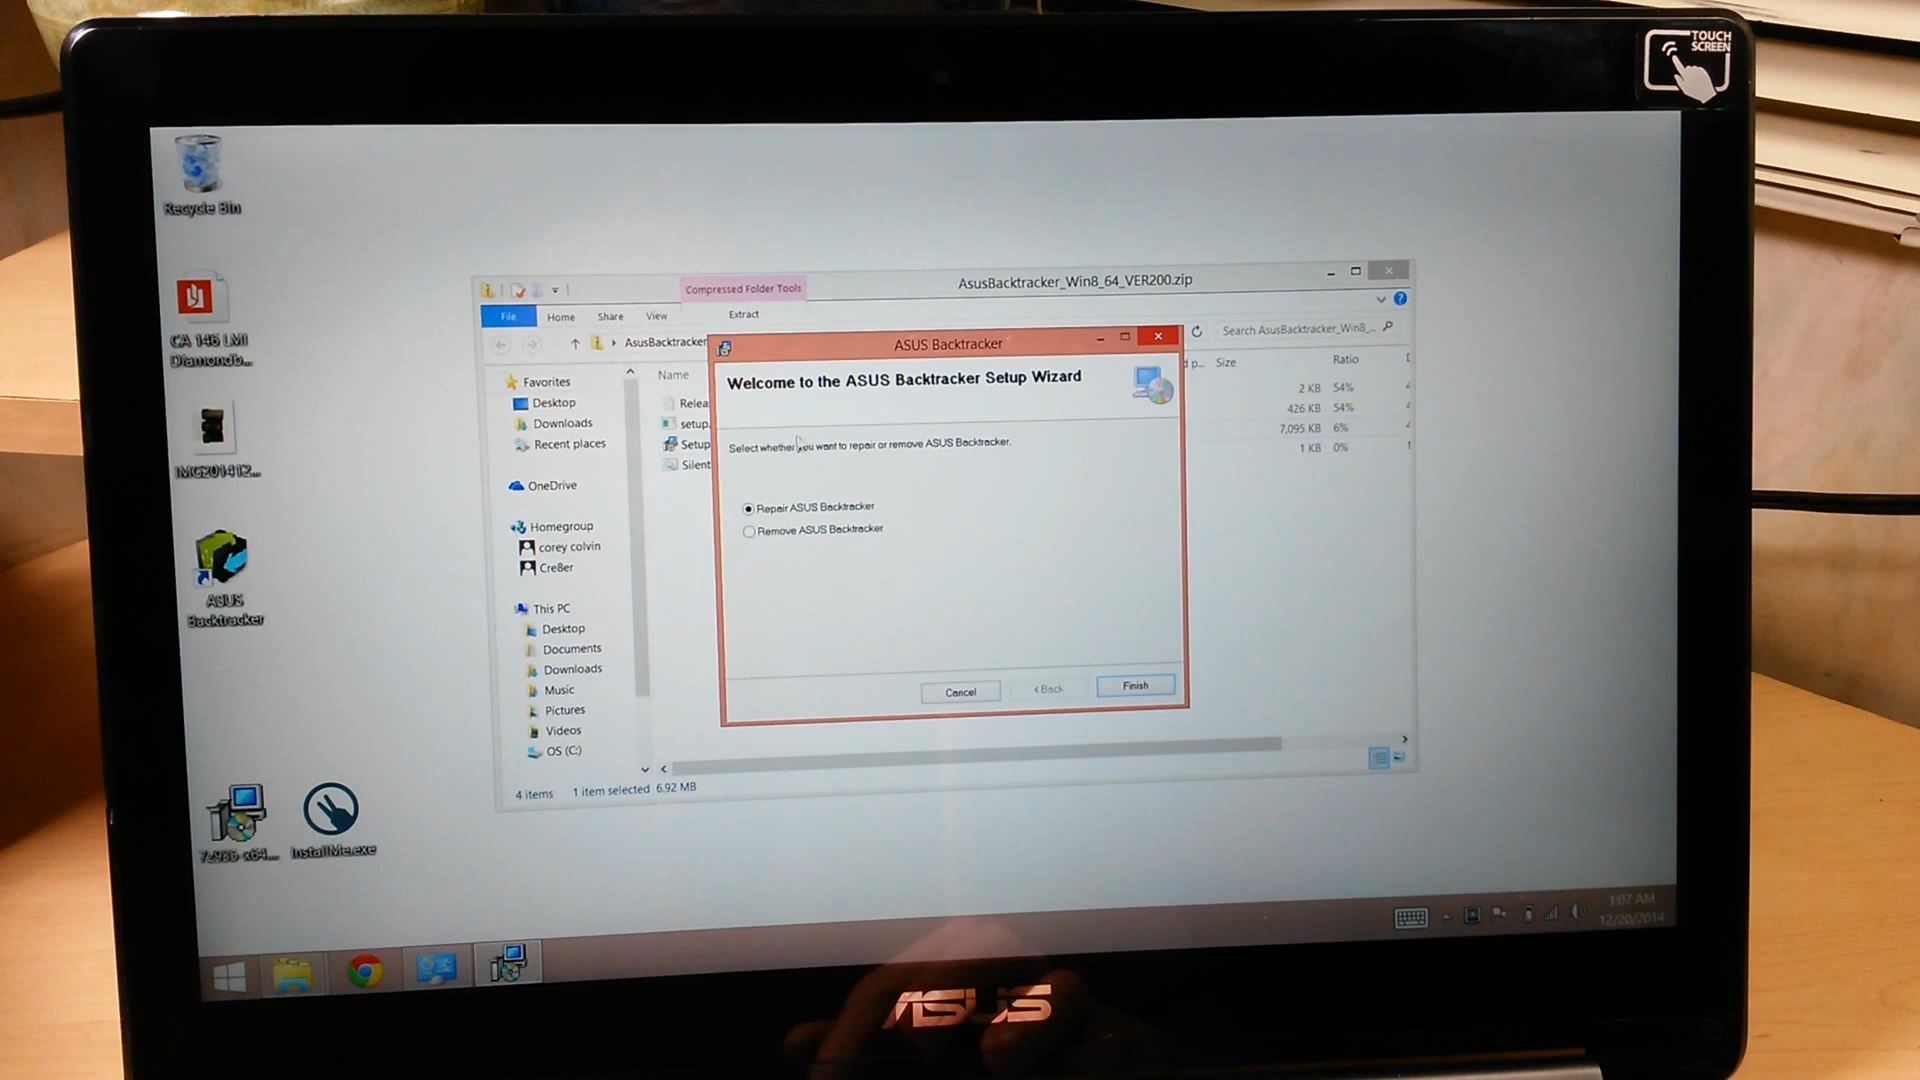 TOUCH
SCREEN
Recycle Bin
CA 146 LMI
Diamondb...
IMG201412...
ASUS
Backtracker
InstallMe.exe
Compressed Folder Tools
AsusBacktracker_Win8_64_VER200.zip
File
Home
Share
View
Extract
AsusBacktracker
Search AsusBacktracker_Win8_...
Name
d p...
Size
Ratio
Relea
setup.
Setup
Silent
2 KB 54%
426 KB 54%
7,095 KB 6%
1 KB 0%
Favorites
Desktop
Downloads
Recent places
OneDrive
Homegroup
corey colvin
Cre8er
This PC
Desktop
Documents
Downloads
Music
Pictures
Videos
OS (C:)
4 items 1 item selected 6.92 MB
ASUS Backtracker
Welcome to the ASUS Backtracker Setup Wizard
Select whether you want to repair or remove ASUS Backtracker.
Repair ASUS Backtracker
Remove ASUS Backtracker
Cancel
< Back
Finish
1:07 AM
12/20/2014
ASUS